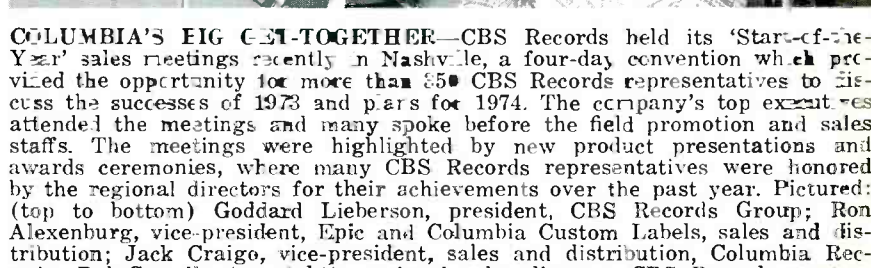 COLUMBIA'S BIG GET-TOGETHER—CBS Records held its 'Start-of-the-
Year' sales meetings recently in Nashville, a four-day convention which pro-
vided the opportunity for more than 350 CBS Records representatives to dis-
cuss the successes of 1973 and plans for 1974. The company's top executives
attended the meetings and many spoke before the field promotion and sales
staffs. The meetings were highlighted by new product presentations and
awards ceremonies, where many CBS Records representatives were honored
by the regional directors for their achievements over the past year. Pictured:
(top to bottom) Goddard Lieberson, president, CBS Records Group; Ron
Alexenburg, vice-president, Epic and Columbia Custom Labels, sales and dis-
tribution; Jack Craigo, vice-president, sales and distribution, Columbia Rec-